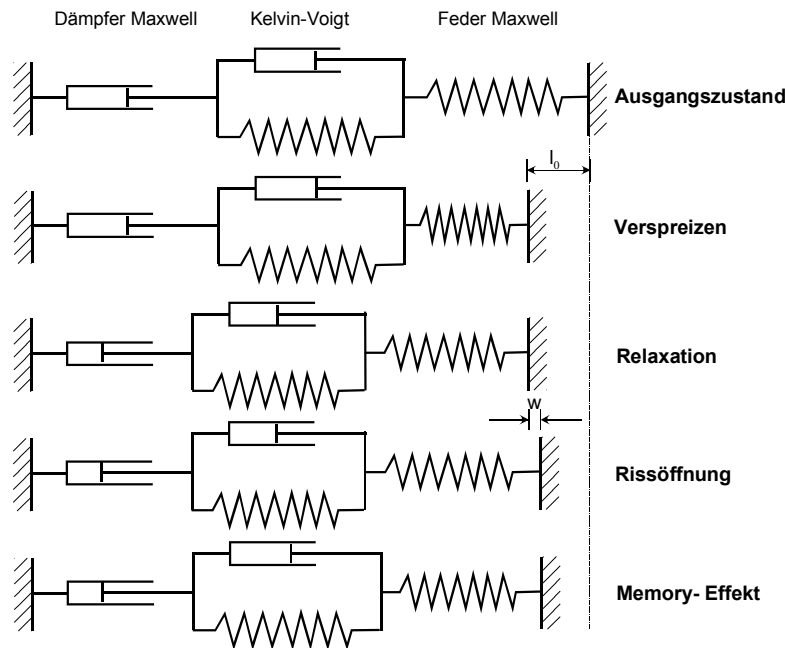 Dämpfer Maxwell Kelvin-Voigt Feder Maxwell
Ausgangszustand
l₀
Verspreizen
Relaxation
w
Rissöffnung
Memory- Effekt